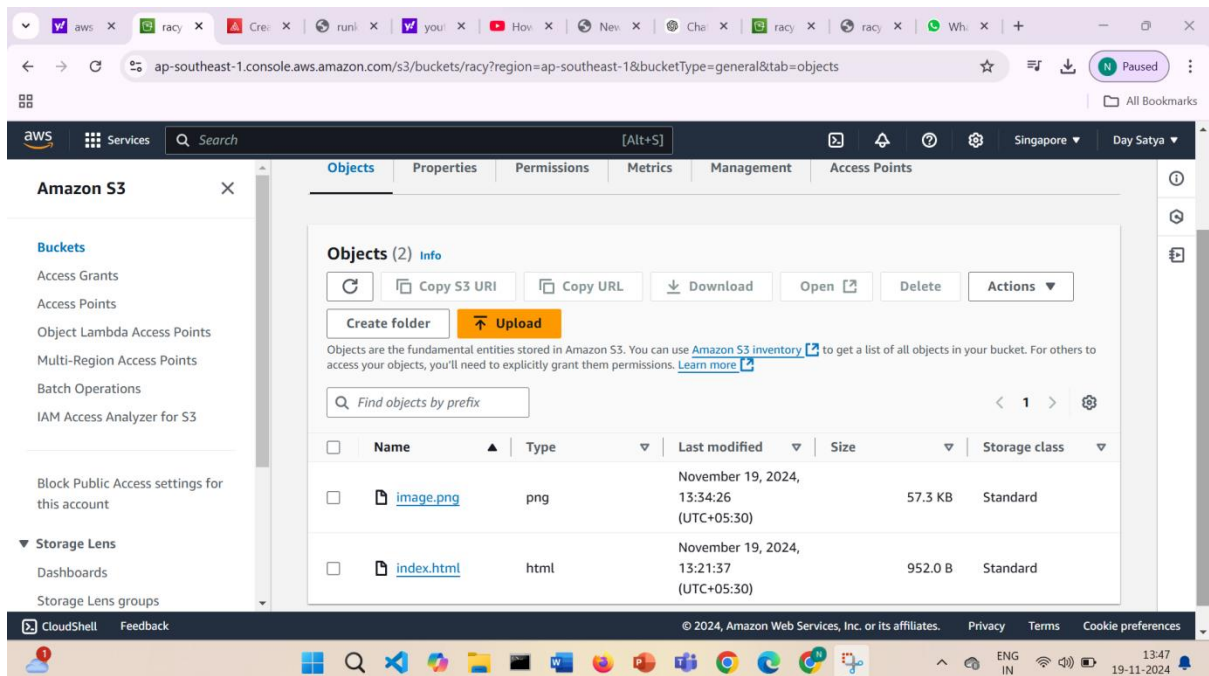 aws
racy
Crea
runi
yout
How
New
Cha
racy
racy
Wha
ap-southeast-1.console.aws.amazon.com/s3/buckets/racy?region=ap-southeast-1&bucketType=general&tab=objects
N Paused
All Bookmarks
aws Services Search [Alt+S] Singapore ▼ Day Satya ▼
Amazon S3
Buckets
Access Grants
Access Points
Object Lambda Access Points
Multi-Region Access Points
Batch Operations
IAM Access Analyzer for S3
Block Public Access settings for
this account
Storage Lens
Dashboards
Storage Lens groups
Objects Properties Permissions Metrics Management Access Points
Objects (2) Info
Copy S3 URI Copy URL Download Open Delete Actions ▼
Create folder Upload
Objects are the fundamental entities stored in Amazon S3. You can use Amazon S3 inventory to get a list of all objects in your bucket. For others to
access your objects, you'll need to explicitly grant them permissions. Learn more
Find objects by prefix
1
Name Type Last modified Size Storage class
image.png png November 19, 2024, 57.3 KB Standard
13:34:26
(UTC+05:30)
index.html html November 19, 2024, 952.0 B Standard
13:21:37
(UTC+05:30)
CloudShell Feedback © 2024, Amazon Web Services, Inc. or its affiliates. Privacy Terms Cookie preferences
1
ENG 13:47
IN 19-11-2024